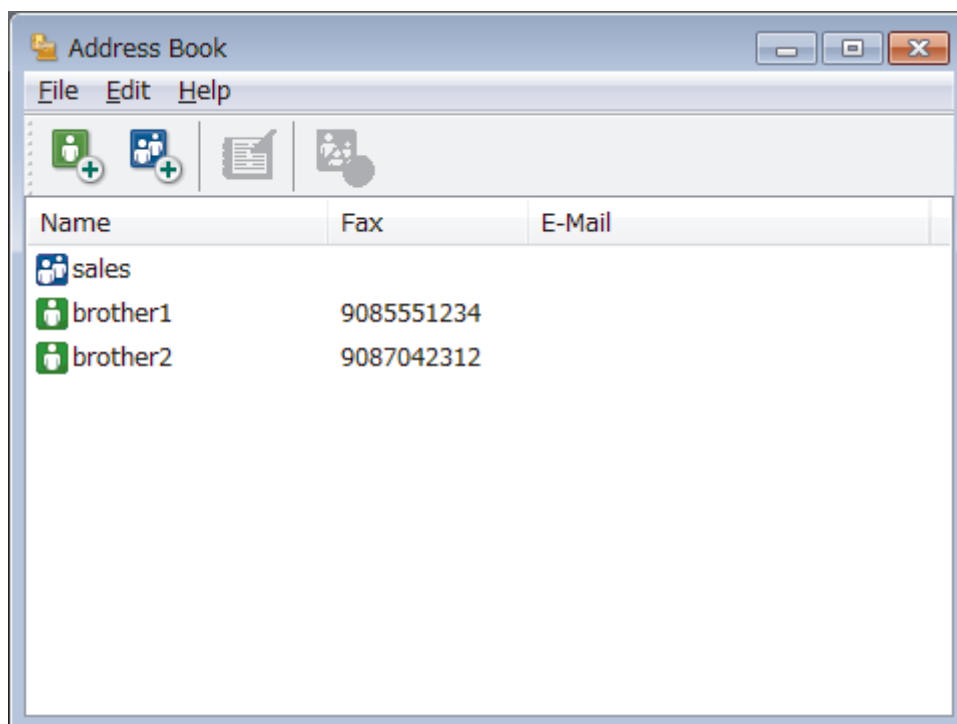 Address Book
File Edit Help
Name Fax E-Mail
sales
brother1 9085551234
brother2 9087042312